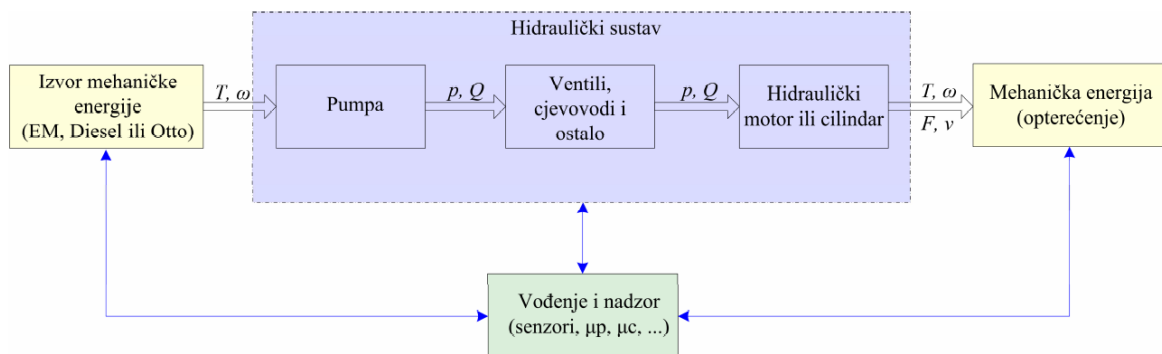 Hidraulički sustav
Izvor mehaničke
energije
(EM, Diesel ili Otto)
T, ω
Pumpa
p, Q
Ventili,
cjevovodi i
ostalo
p, Q
Hidraulički
motor ili cilindar
T, ω
F, v
Mehanička energija
(opterećenje)
Vođenje i nadzor
(senzori, μp, μc, ...)